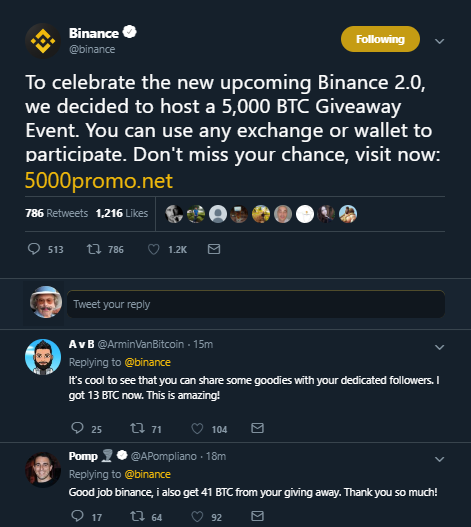 Binance
@binance
Following
To celebrate the new upcoming Binance 2.0,
we decided to host a 5,000 BTC Giveaway
Event. You can use any exchange or wallet to
participate. Don't miss your chance, visit now:
5000promo.net
786 Retweets 1,216 Likes
513 786 1.2K
Tweet your reply
A v B @ArminVanBitcoin · 15m
Replying to @binance
It's cool to see that you can share some goodies with your dedicated followers. I
got 13 BTC now. This is amazing!
25 71 104
Pomp 🌪 @APompliano · 18m
Replying to @binance
Good job binance, i also get 41 BTC from your giving away. Thank you so much!
17 64 92